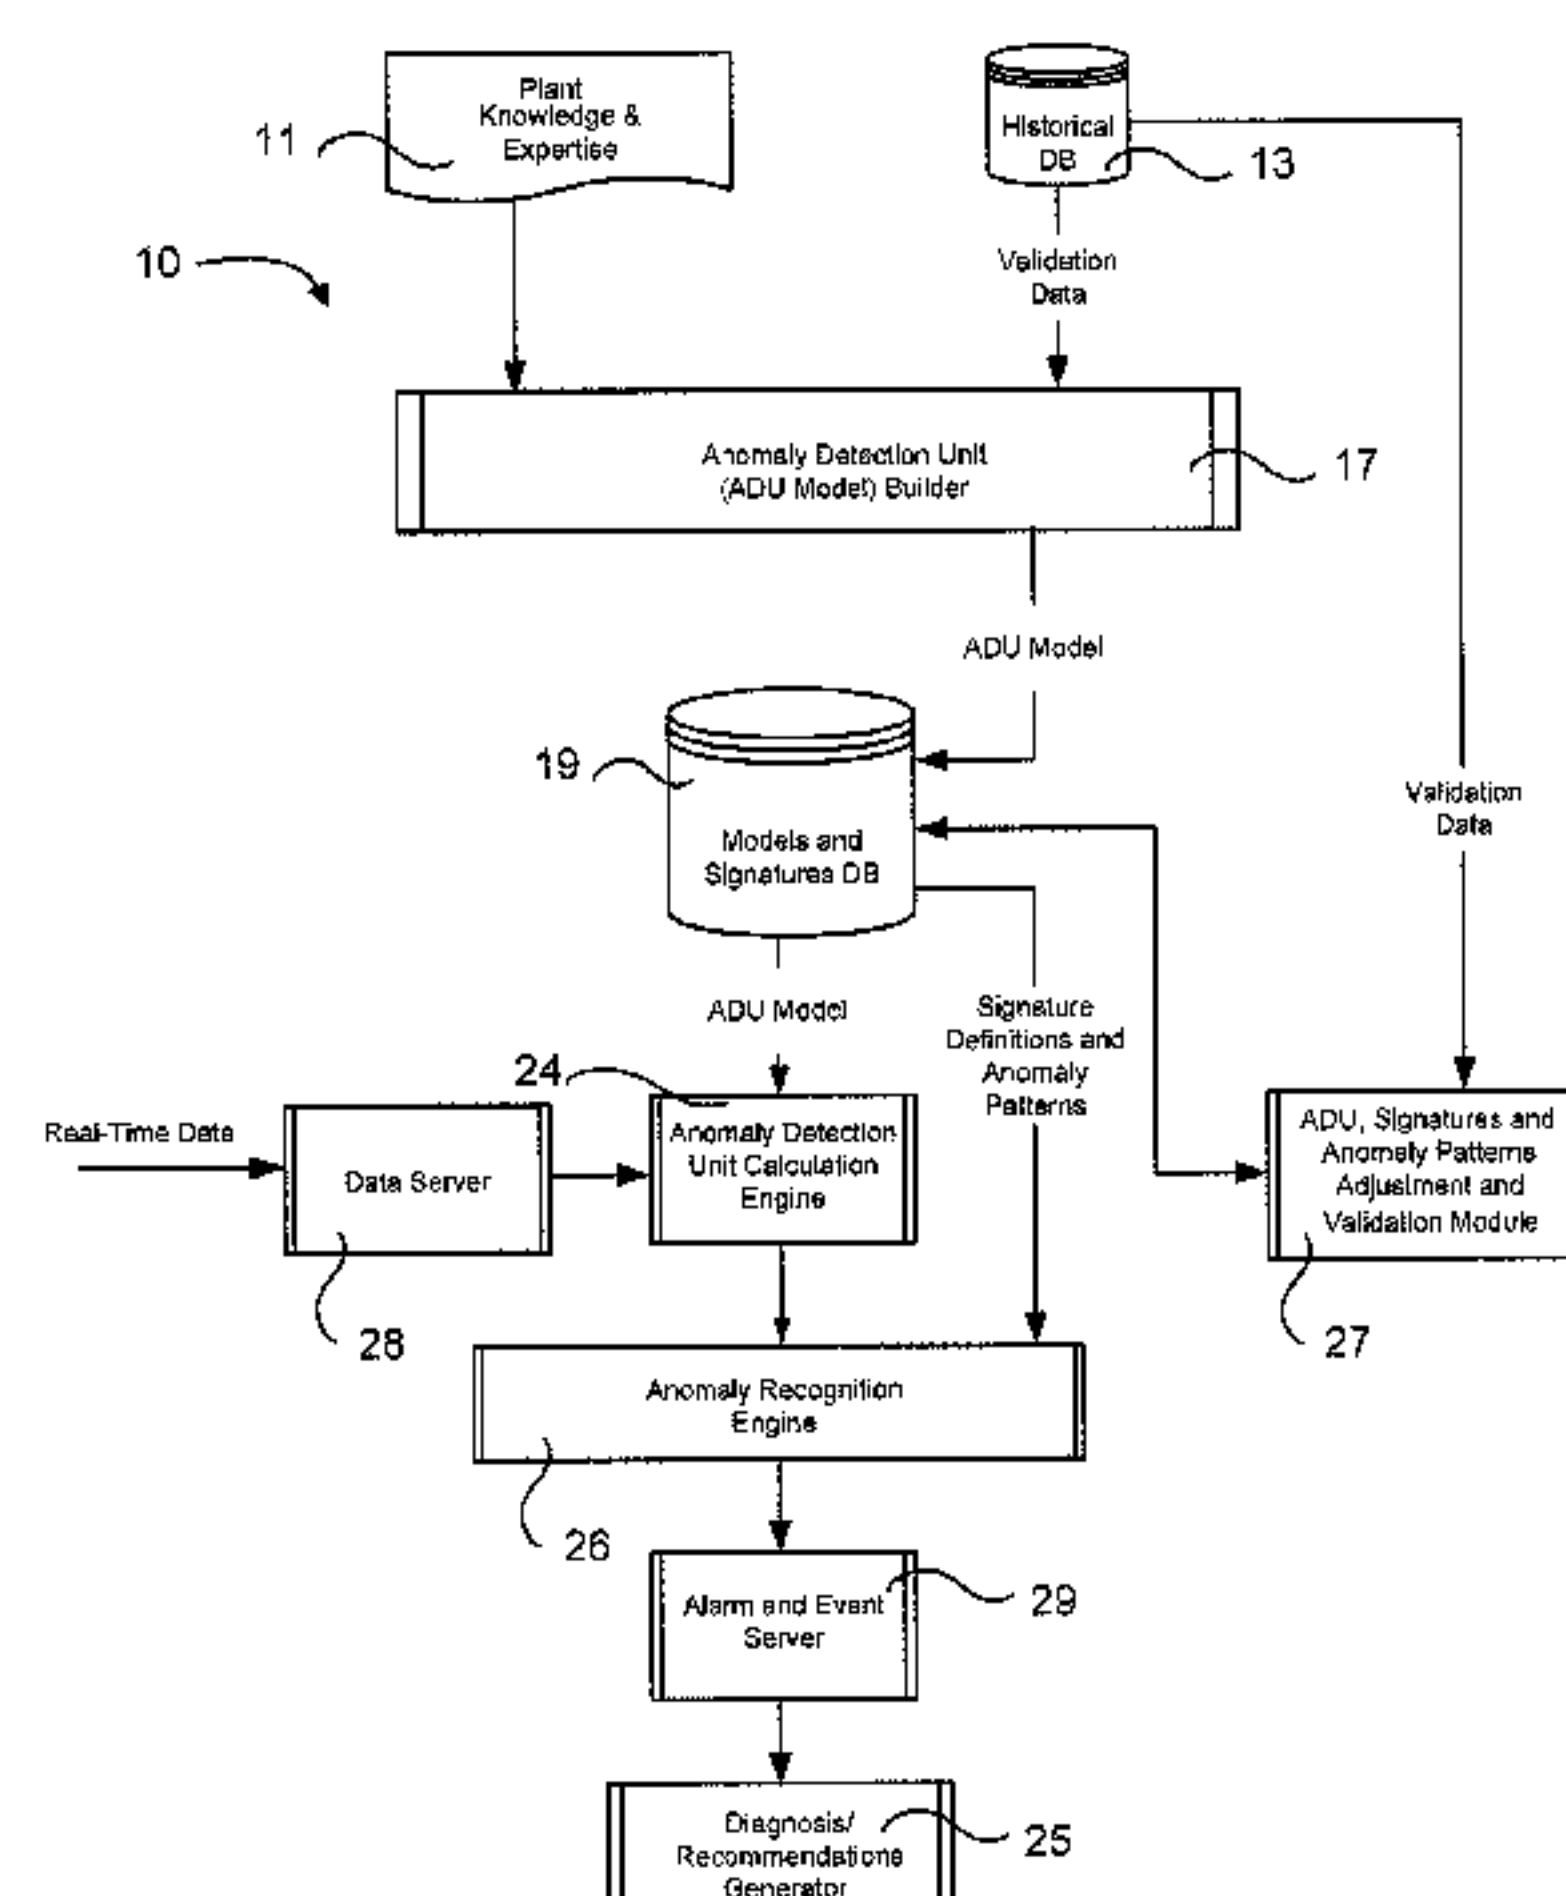 Plant
Knowledge &
Expertise
11
Historical
DB
13
10
Validation
Data
Anomaly Detection Unit
(ADU Model) Builder
17
ADU Model
19
Models and
Signatures DB
Validation
Data
ADU Model
Signature
Definitions and
Anomaly
Patterns
24
Real-Time Data
Data Server
Anomaly Detection
Unit Calculation
Engine
ADU, Signatures and
Anomaly Patterns
Adjustment and
Validation Module
28
27
Anomaly Recognition
Engine
26
Alarm and Event
Server
29
Diagnosis/
Recommendations
Generator
25